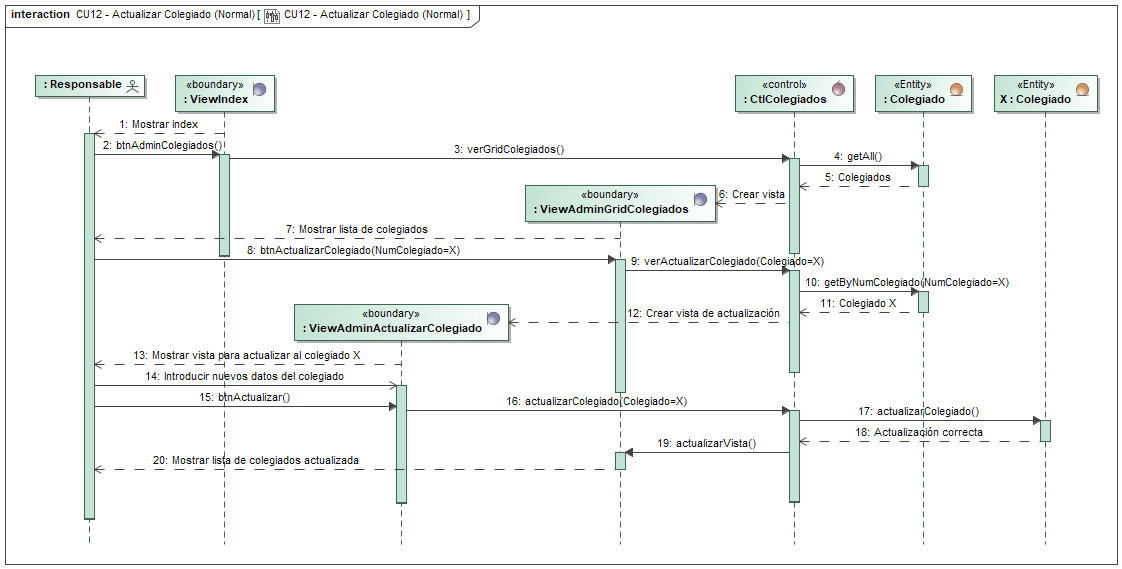 interaction CU12 - Actualizar Colegiado (Normal) [ CU12 - Actualizar Colegiado (Normal) ]
: Responsable
«boundary»
: ViewIndex
«control»
: CtlColegiados
«Entity»
: Colegiado
«Entity»
X : Colegiado
1: Mostrar index
2: btnAdminColegiados()
3: verGridColegiados()
4: getAll()
5: Colegiados
6: Crear vista
«boundary»
: ViewAdminGridColegiados
7: Mostrar lista de colegiados
8: btnActualizarColegiado(NumColegiado=X)
9: verActualizarColegiado(Colegiado=X)
10: getByNumColegiado(NumColegiado=X)
11: Colegiado X
12: Crear vista de actualización
«boundary»
: ViewAdminActualizarColegiado
13: Mostrar vista para actualizar al colegiado X
14: Introducir nuevos datos del colegiado
15: btnActualizar()
16: actualizarColegiado(Colegiado=X)
17: actualizarColegiado()
18: Actualización correcta
19: actualizarVista()
20: Mostrar lista de colegiados actualizada